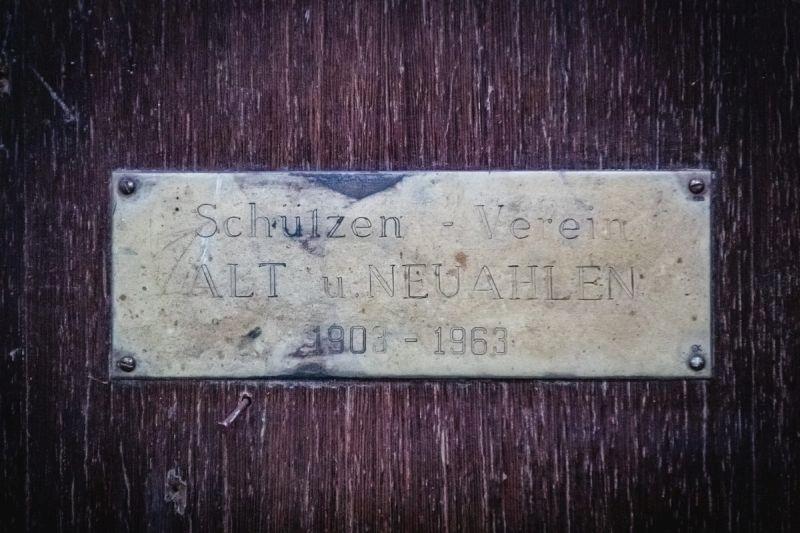 Schützen - Verein
ALT u. NEUAHLEN
1903 - 1963